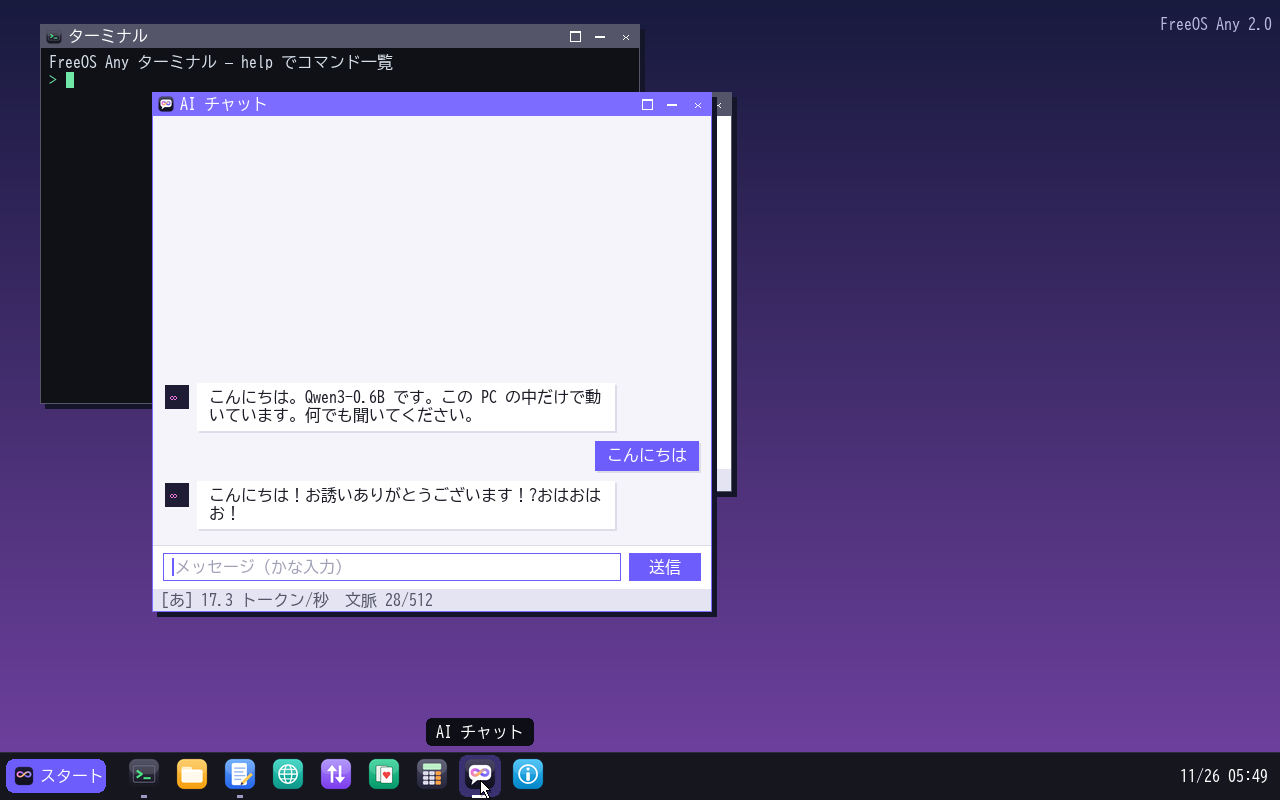 FreeOS Any 2.0
ターミナル
FreeOS Any ターミナル — help でコマンド一覧
>
AI チャット
こんにちは。Qwen3-0.6B です。この PC の中だけで動
いています。何でも聞いてください。
こんにちは
こんにちは！お誘いありがとうございます！?おはおは
お！
メッセージ（かな入力）
送信
[あ] 17.3 トークン/秒　文脈 28/512
AI チャット
スタート
11/26 05:49